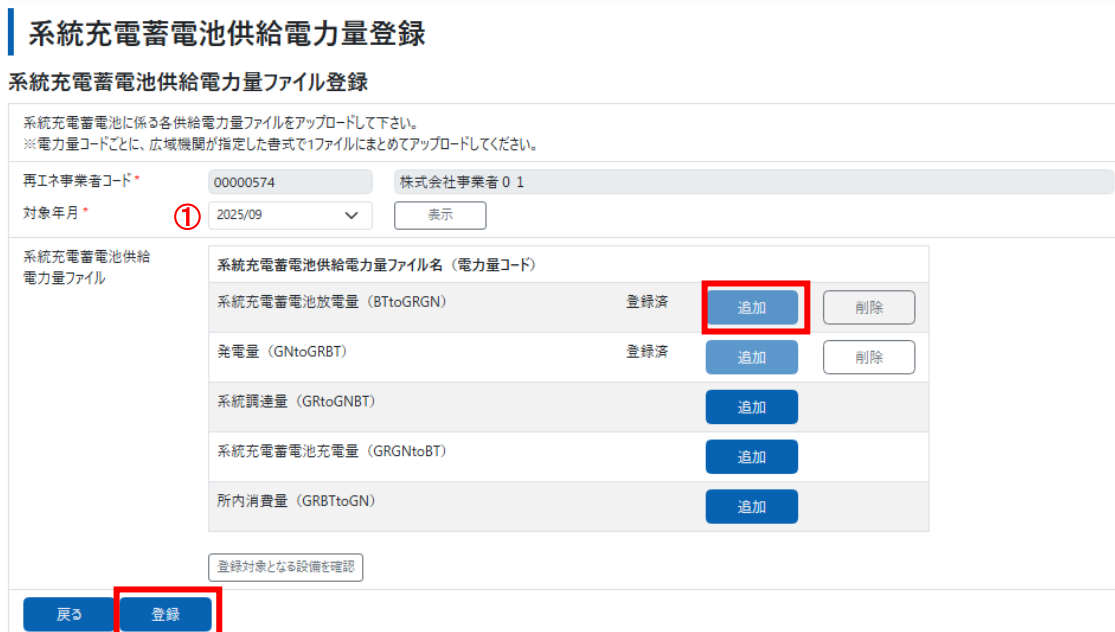 系統充電蓄電池供給電力量登録
系統充電蓄電池供給電力量ファイル登録
系統充電蓄電池に係る各供給電力量ファイルをアップロードして下さい。
※電力量コードごとに、広域機関が指定した書式で1ファイルにまとめてアップロードしてください。
再エネ事業者コード* 00000574 株式会社事業者01
対象年月* ① 2025/09 表示
系統充電蓄電池供給
電力量ファイル
系統充電蓄電池供給電力量ファイル名（電力量コード）
系統充電蓄電池放電量（BTtoGRGN） 登録済 追加 削除
発電量（GNtoGRBT） 登録済 追加 削除
系統調達量（GRtoGNBT） 追加
系統充電蓄電池充電量（GRGNtoBT） 追加
所内消費量（GRBTtoGN） 追加
登録対象となる設備を確認
戻る 登録